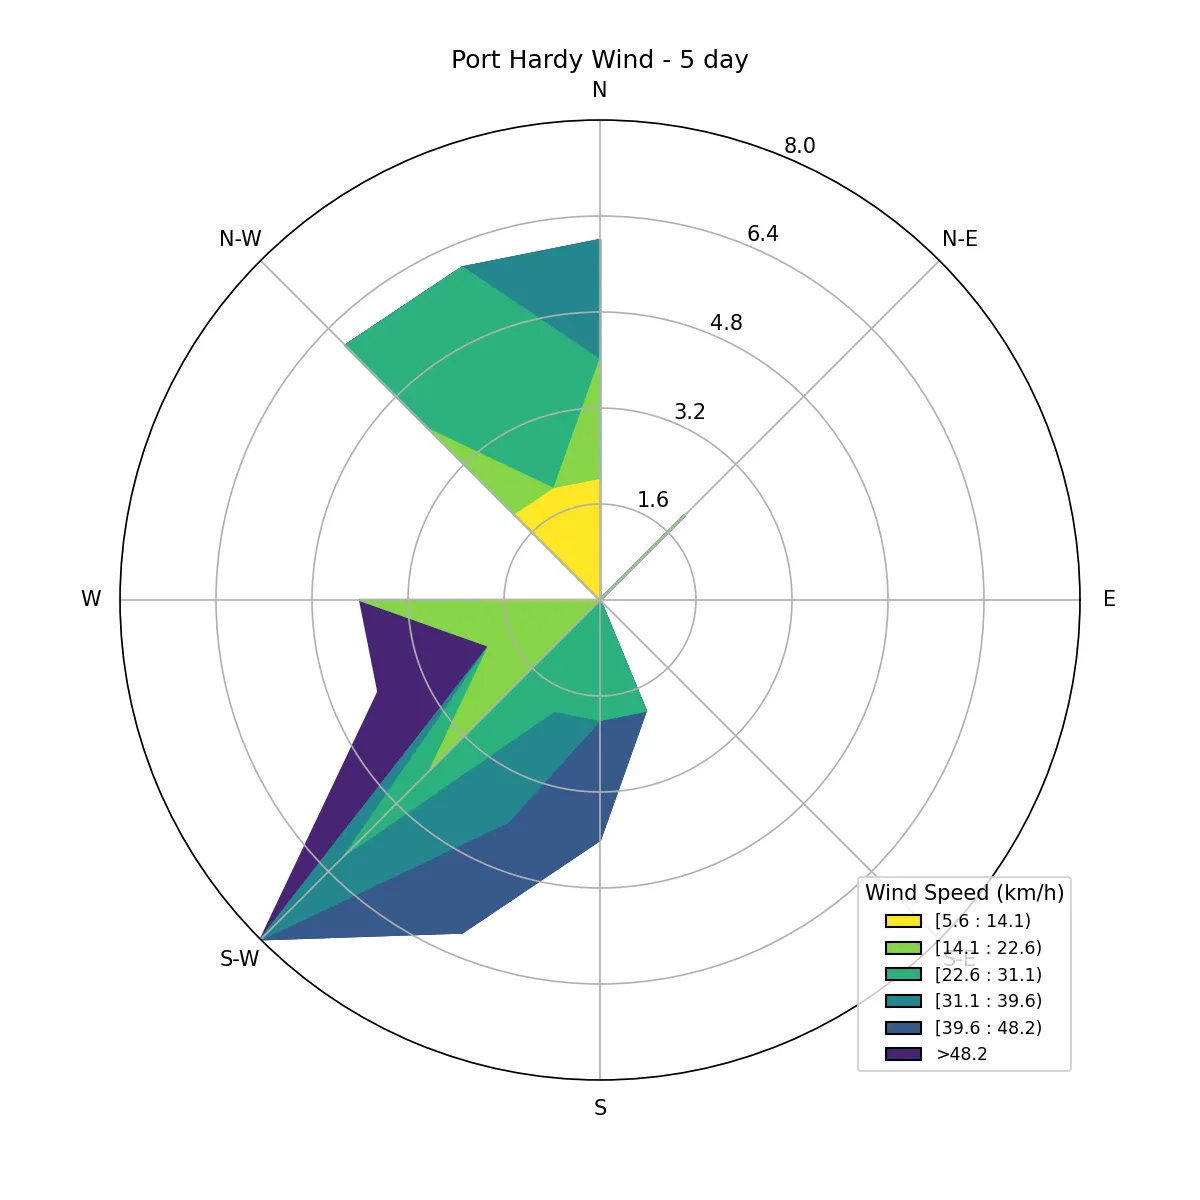 Port Hardy Wind - 5 day
N
8.0
N-W
6.4
N-E
4.8
3.2
1.6
W
E
S-W
S-E
S
Wind Speed (km/h)
[5.6 : 14.1)
[14.1 : 22.6)
[22.6 : 31.1)
[31.1 : 39.6)
[39.6 : 48.2)
>48.2